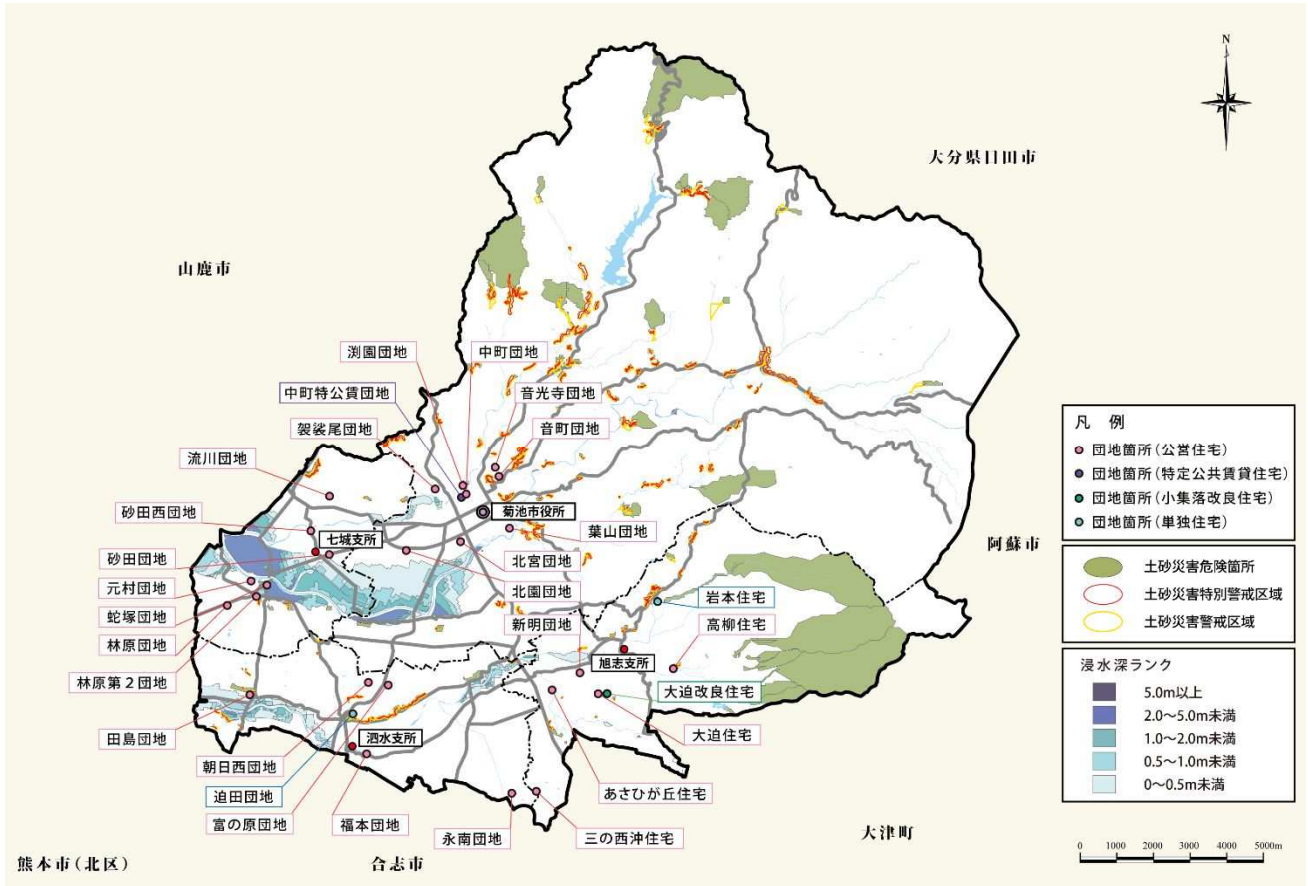 N
大分県日田市
山鹿市
渕園団地
中町団地
中町特公賃団地
音光寺団地
袈裟尾団地
音町団地
流川団地
砂田西団地
菊池市役所
七城支所
葉山団地
砂田団地
北宮団地
阿蘇市
元村団地
北園団地
岩本住宅
蛇塚団地
新明団地
高柳住宅
林原団地
旭志支所
林原第2団地
大迫改良住宅
田島団地
泗水支所
大迫住宅
朝日西団地
迫田団地
あさひが丘住宅
富の原団地
福本団地
永南団地
三の西沖住宅
大津町
熊本市(北区)
合志市
凡 例
団地箇所(公営住宅)
団地箇所(特定公共賃貸住宅)
団地箇所(小集落改良住宅)
団地箇所(単独住宅)
土砂災害危険箇所
土砂災害特別警戒区域
土砂災害警戒区域
浸水深ランク
5.0m以上
2.0～5.0m未満
1.0～2.0m未満
0.5～1.0m未満
0～0.5m未満
0 1000 2000 3000 4000 5000m